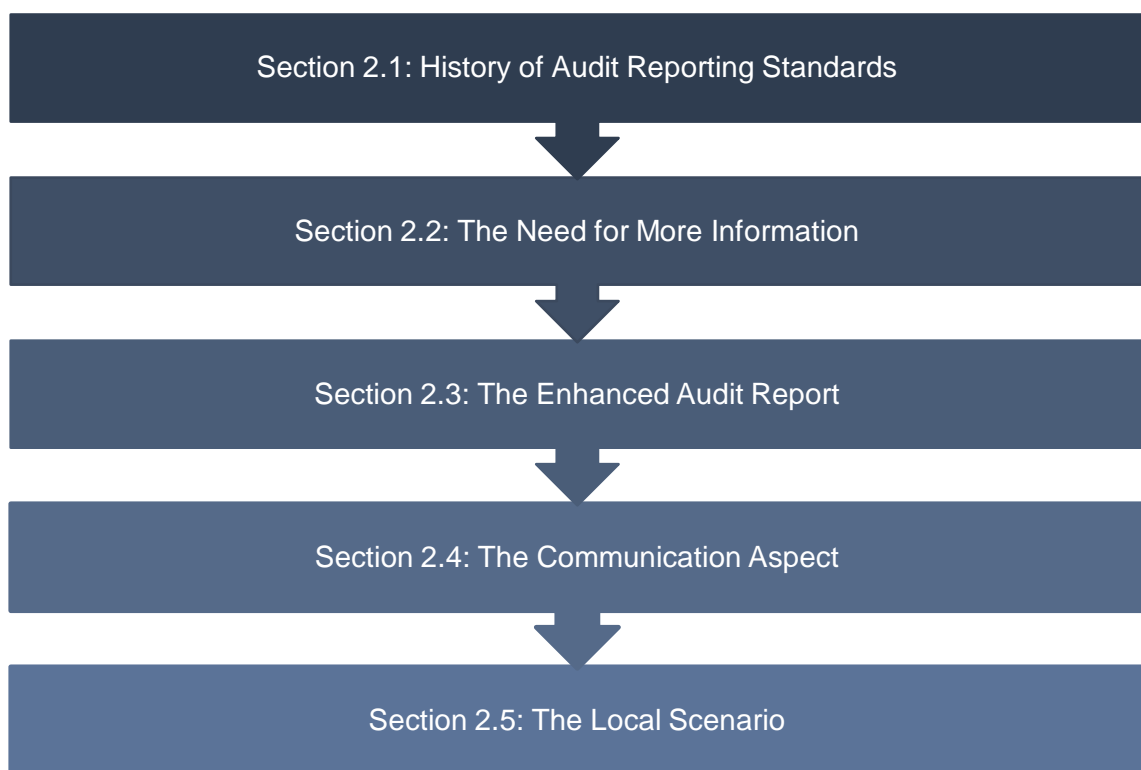 Section 2.1: History of Audit Reporting Standards
Section 2.2: The Need for More Information
Section 2.3: The Enhanced Audit Report
Section 2.4: The Communication Aspect
Section 2.5: The Local Scenario